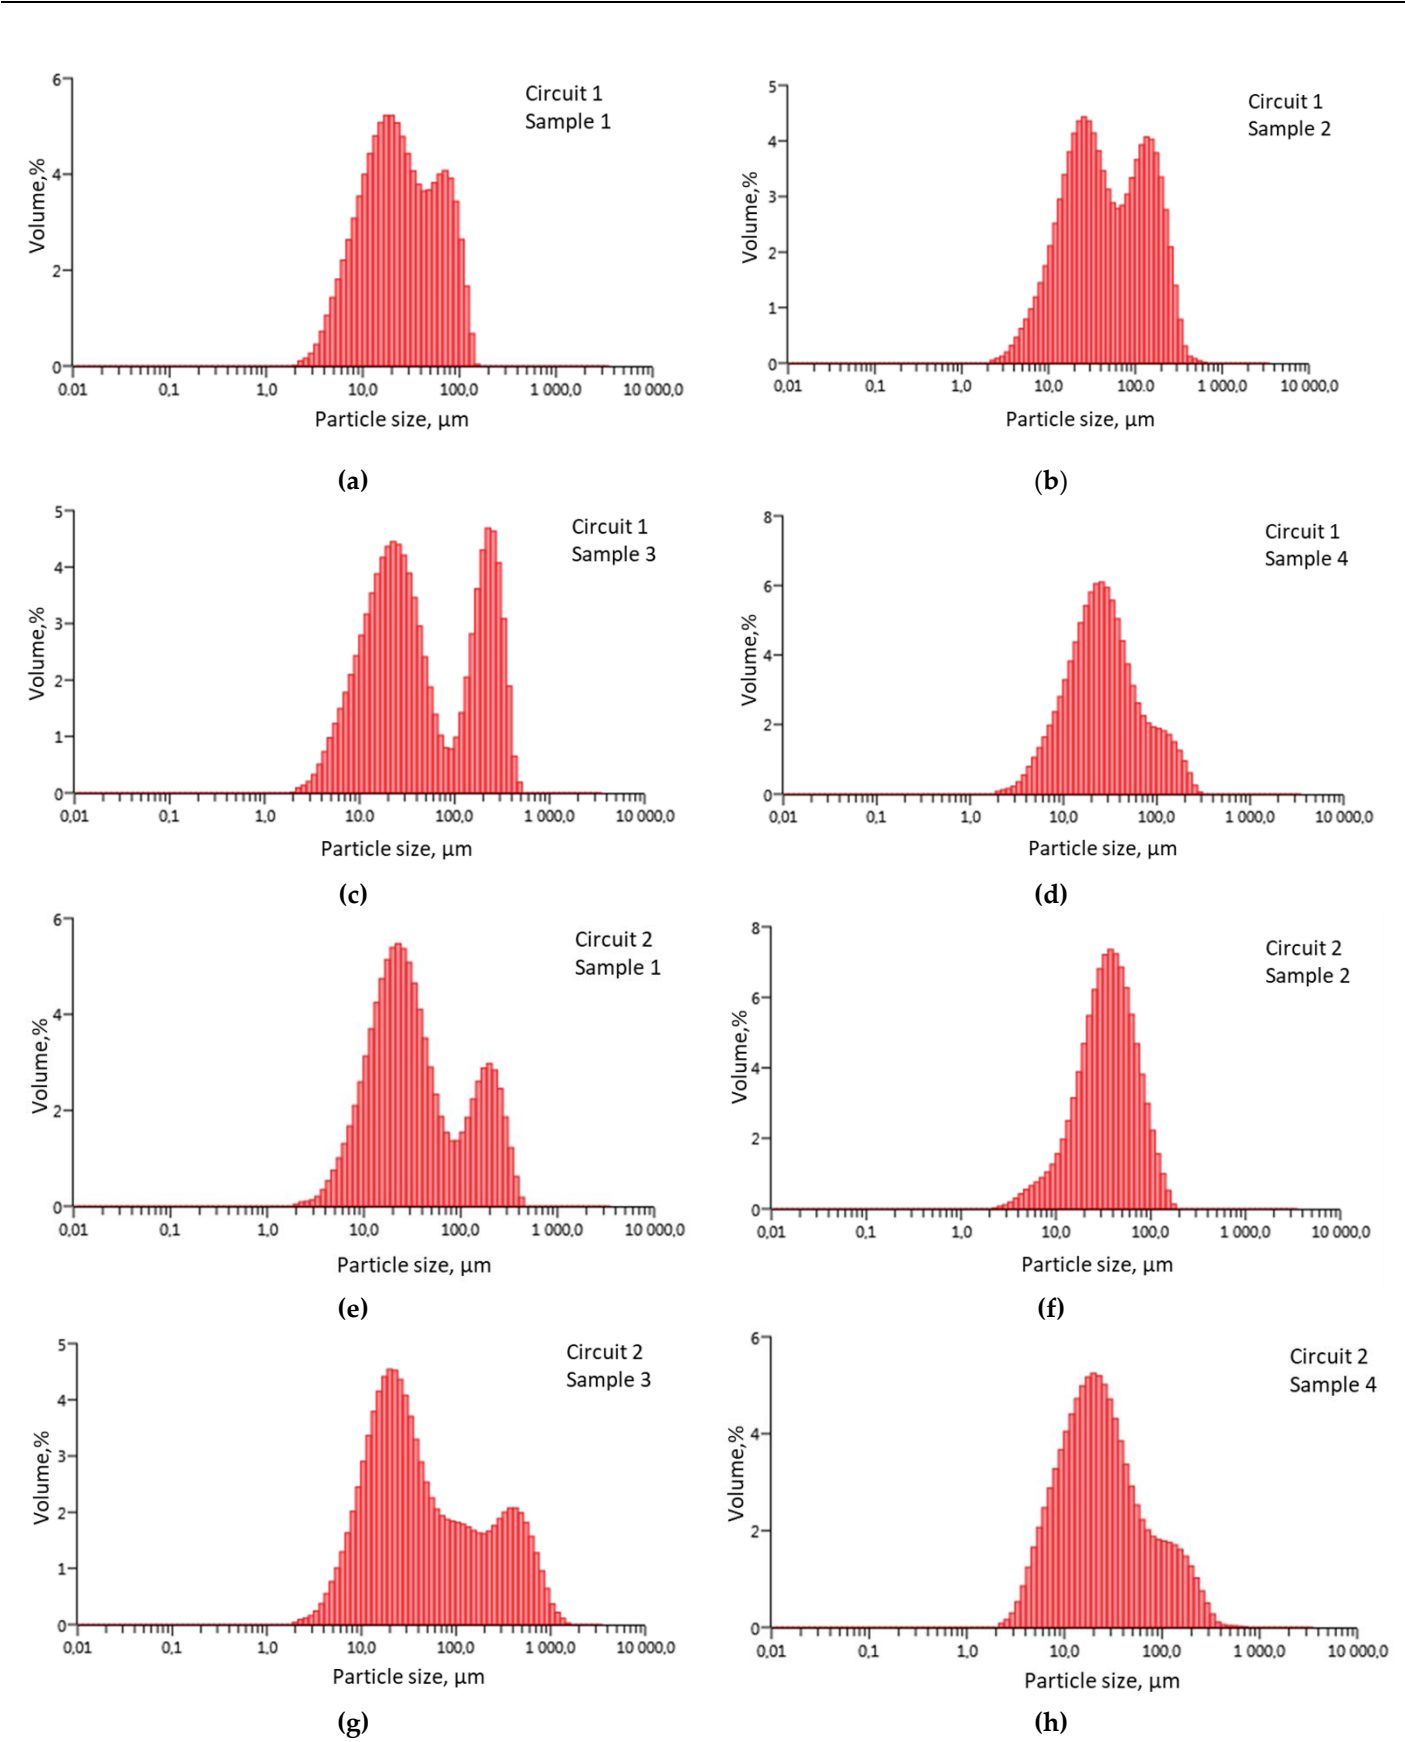 6
4
2
0
Volume,%
0,01 0,1 1,0 10,0 100,0 1 000,0 10 000,0
Particle size, µm
Circuit 1
Sample 1
(a)
5
4
3
2
1
0
Volume,%
0,01 0,1 1,0 10,0 100,0 1 000,0 10 000,0
Particle size, µm
Circuit 1
Sample 2
(b)
5
4
3
2
1
0
Volume,%
0,01 0,1 1,0 10,0 100,0 1 000,0 10 000,0
Particle size, µm
Circuit 1
Sample 3
(c)
8
6
4
2
0
Volume,%
0,01 0,1 1,0 10,0 100,0 1 000,0 10 000,0
Particle size, µm
Circuit 1
Sample 4
(d)
6
4
2
0
Volume,%
0,01 0,1 1,0 10,0 100,0 1 000,0 10 000,0
Particle size, µm
Circuit 2
Sample 1
(e)
8
6
4
2
0
Volume,%
0,01 0,1 1,0 10,0 100,0 1 000,0 10 000,0
Particle size, µm
Circuit 2
Sample 2
(f)
5
4
3
2
1
0
Volume,%
0,01 0,1 1,0 10,0 100,0 1 000,0 10 000,0
Particle size, µm
Circuit 2
Sample 3
(g)
6
4
2
0
Volume,%
0,01 0,1 1,0 10,0 100,0 1 000,0 10 000,0
Particle size, µm
Circuit 2
Sample 4
(h)